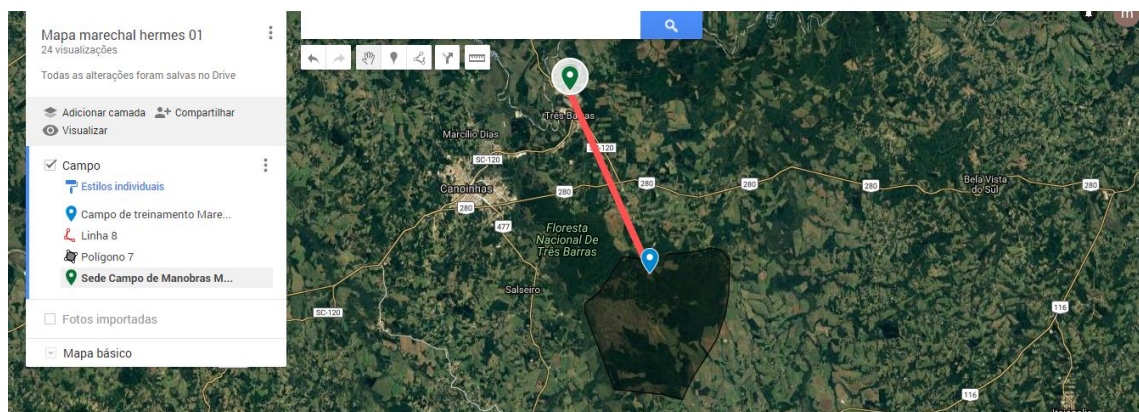 Mapa marechal hermes 01
24 visualizações
Todas as alterações foram salvas no Drive
Adicionar camada Compartilhar
Visualizar
Campo
Estilos individuais
Campo de treinamento Mare...
Linha 8
Polígono 7
Sede Campo de Manobras M...
Fotos importadas
Mapa básico
m
Três Barras
Marcílio Dias
SC-120
SC-120
Canoinhas
280
280
280
280
280
280
Bela Vista
do Sul
477
Floresta
Nacional De
Três Barras
Salseiro
SC-120
116
116